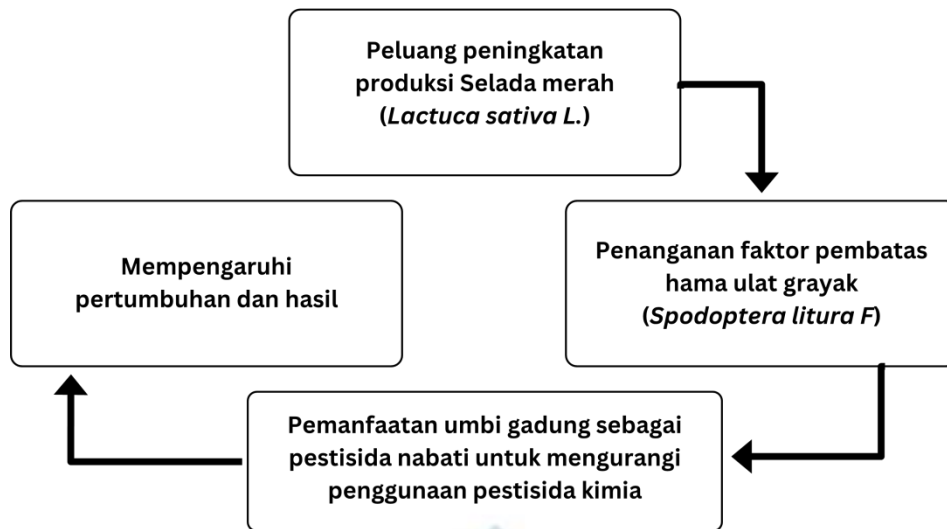 Peluang peningkatan
produksi Selada merah
(Lactuca sativa L.)
Penanganan faktor pembatas
hama ulat grayak
(Spodoptera litura F)
Pemanfaatan umbi gadung sebagai
pestisida nabati untuk mengurangi
penggunaan pestisida kimia
Mempengaruhi
pertumbuhan dan hasil